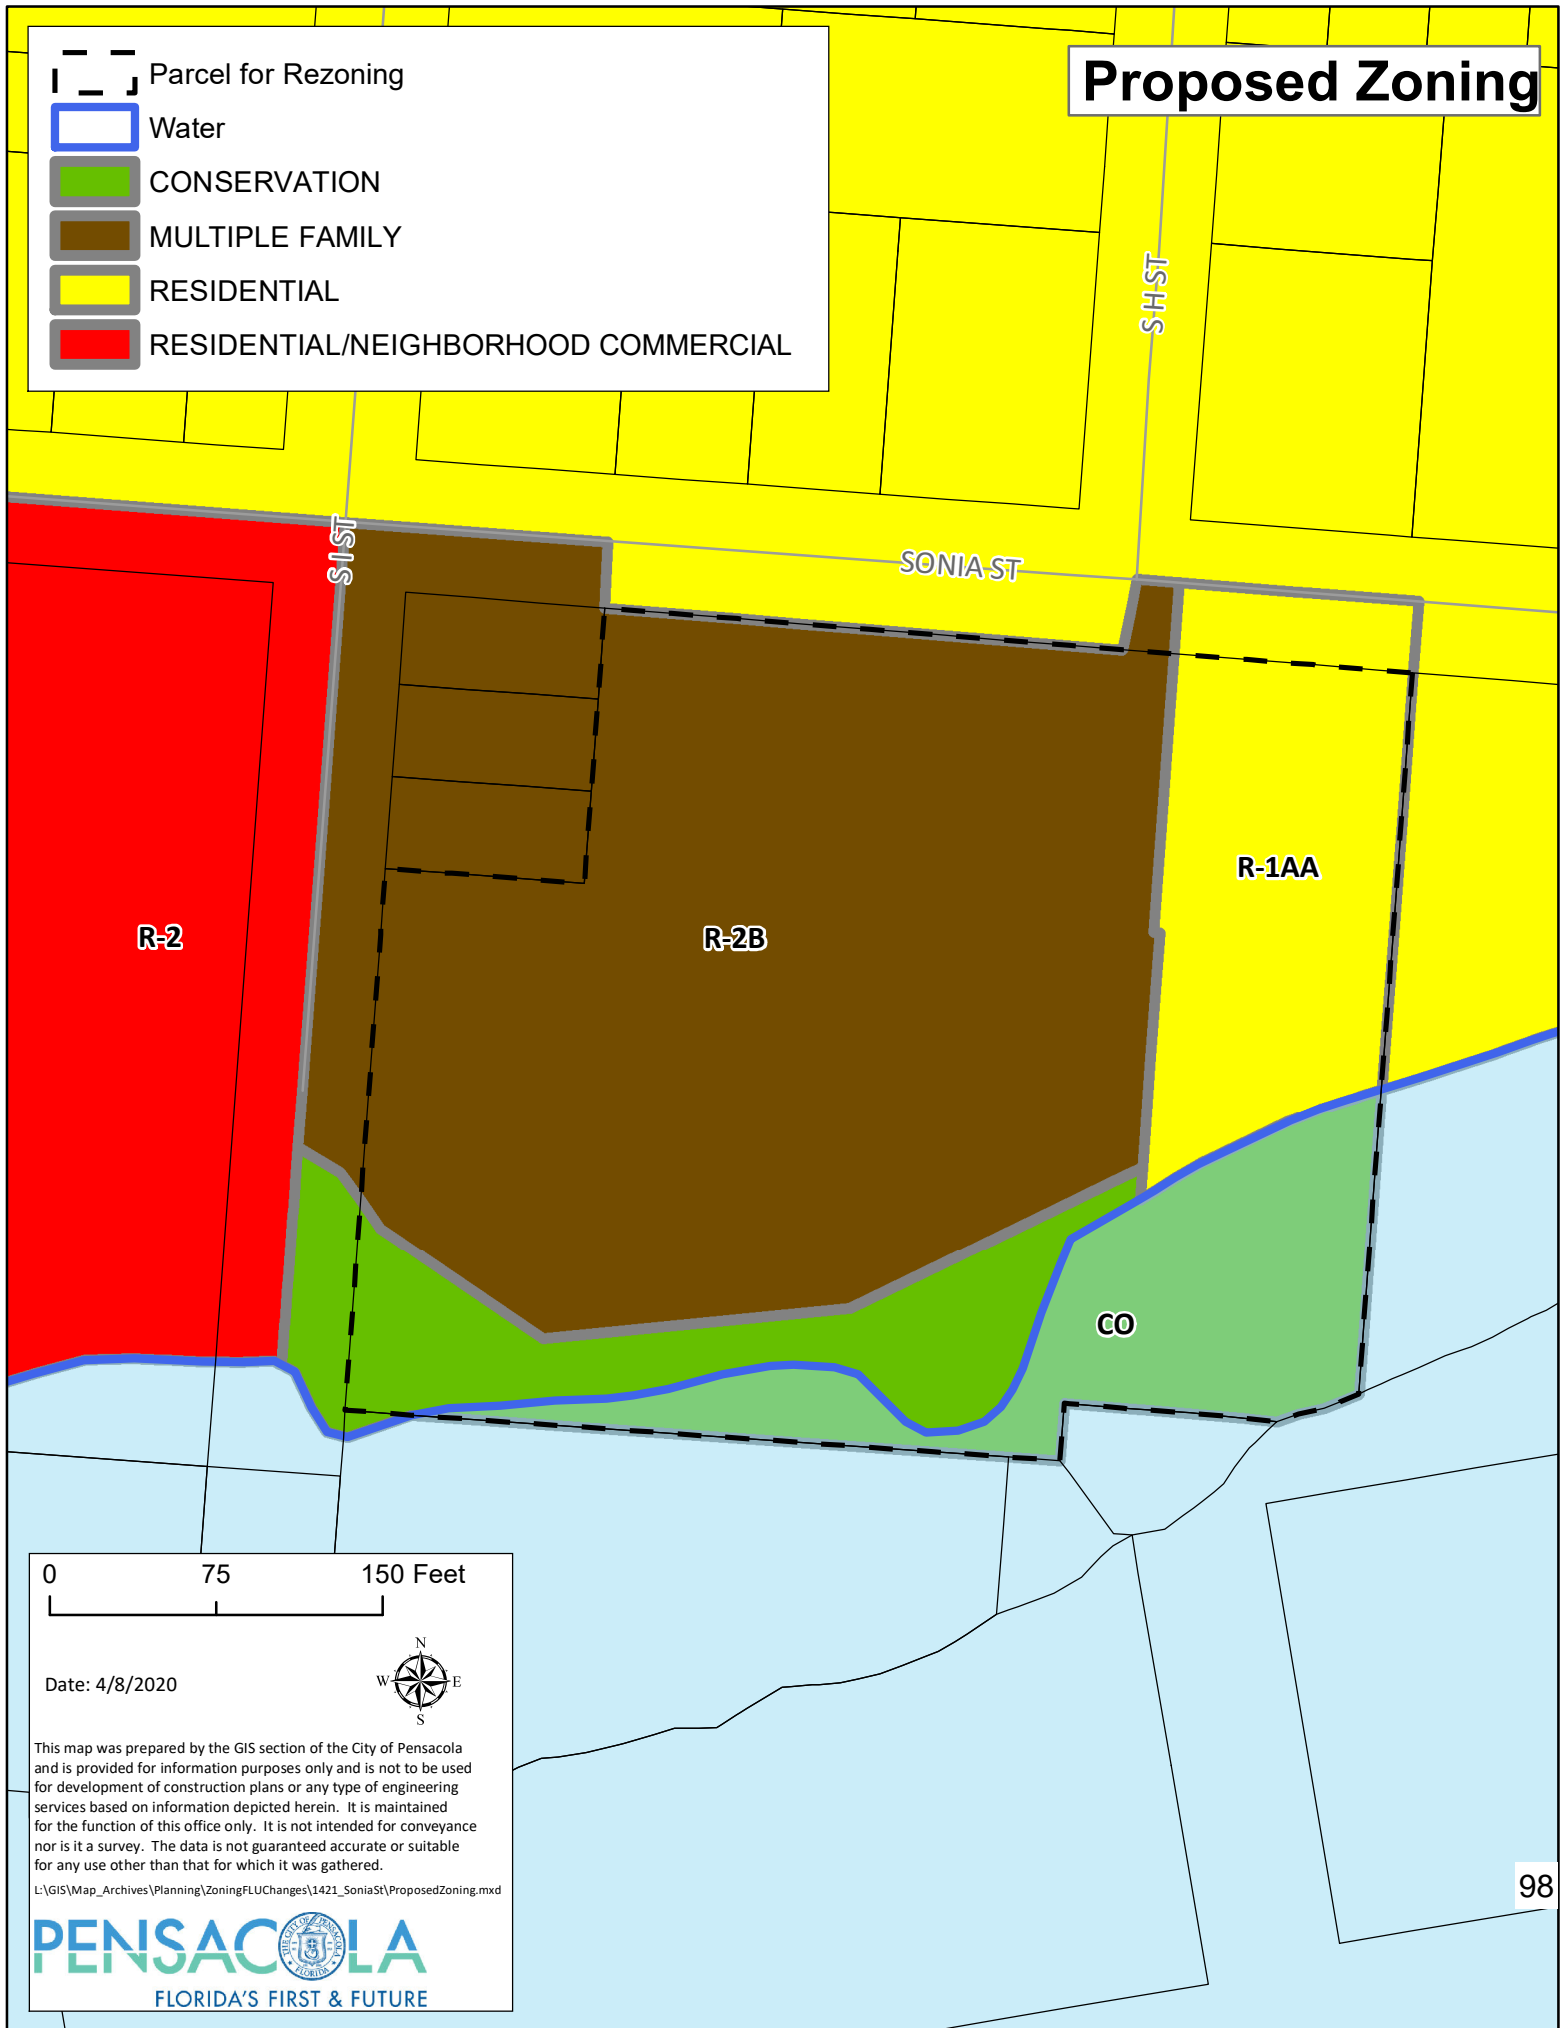 Proposed Zoning
Parcel for Rezoning
Water
CONSERVATION
MULTIPLE FAMILY
RESIDENTIAL
RESIDENTIAL/NEIGHBORHOOD COMMERCIAL
S H ST
S I ST
SONIA ST
R-1AA
R-2
R-2B
CO
0 75 150 Feet
N
W E
S
Date: 4/8/2020
This map was prepared by the GIS section of the City of Pensacola
and is provided for information purposes only and is not to be used
for development of construction plans or any type of engineering
services based on information depicted herein. It is maintained
for the function of this office only. It is not intended for conveyance
nor is it a survey. The data is not guaranteed accurate or suitable
for any use other than that for which it was gathered.
L:\GIS\Map_Archives\Planning\ZoningFLUChanges\1421_SoniaSt\ProposedZoning.mxd
98
PENSACOLA
THE CITY OF PENSACOLA
FLORIDA
FLORIDA'S FIRST & FUTURE